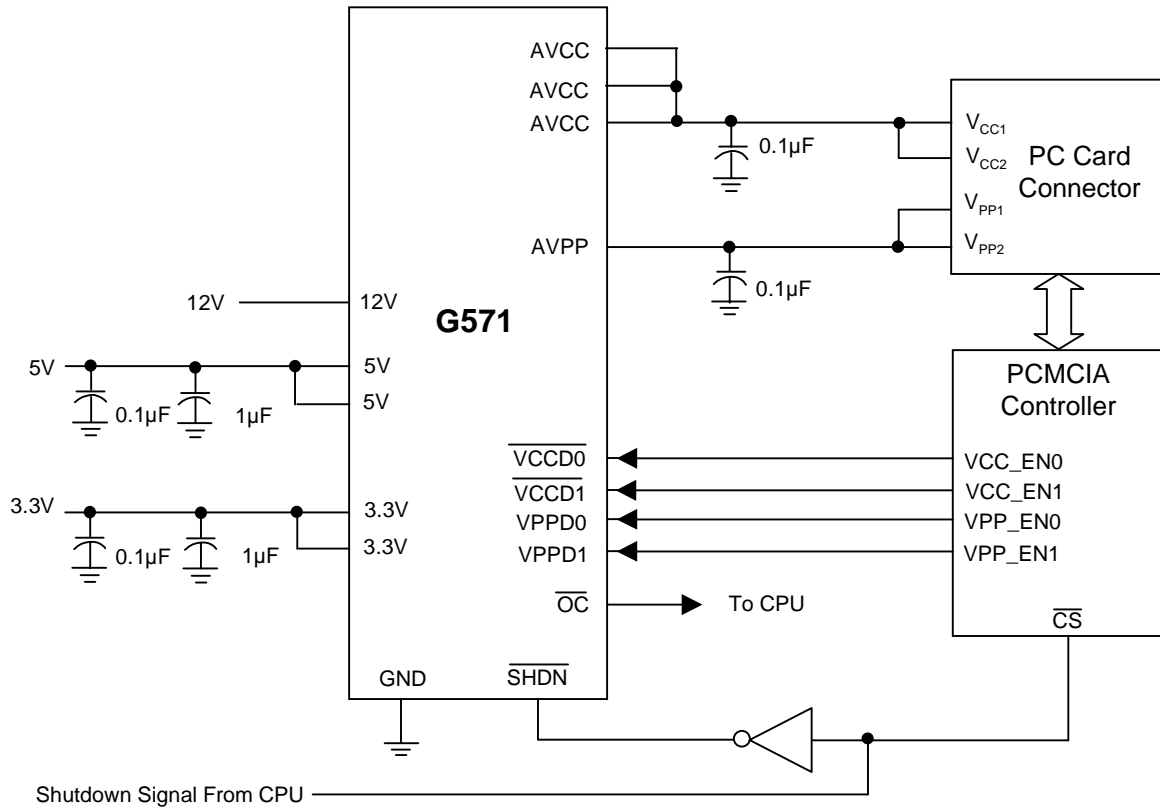 AVCC
AVCC
AVCC
0.1µF
V_CC1
V_CC2
PC Card
Connector
V_PP1
V_PP2
AVPP
0.1µF
12V
12V
G571
5V
5V
5V
0.1µF
1µF
PCMCIA
Controller
VCCD0
VCCD1
VPPD0
VPPD1
VCC_EN0
VCC_EN1
VPP_EN0
VPP_EN1
3.3V
3.3V
3.3V
0.1µF
1µF
OC
To CPU
CS
GND
SHDN
Shutdown Signal From CPU